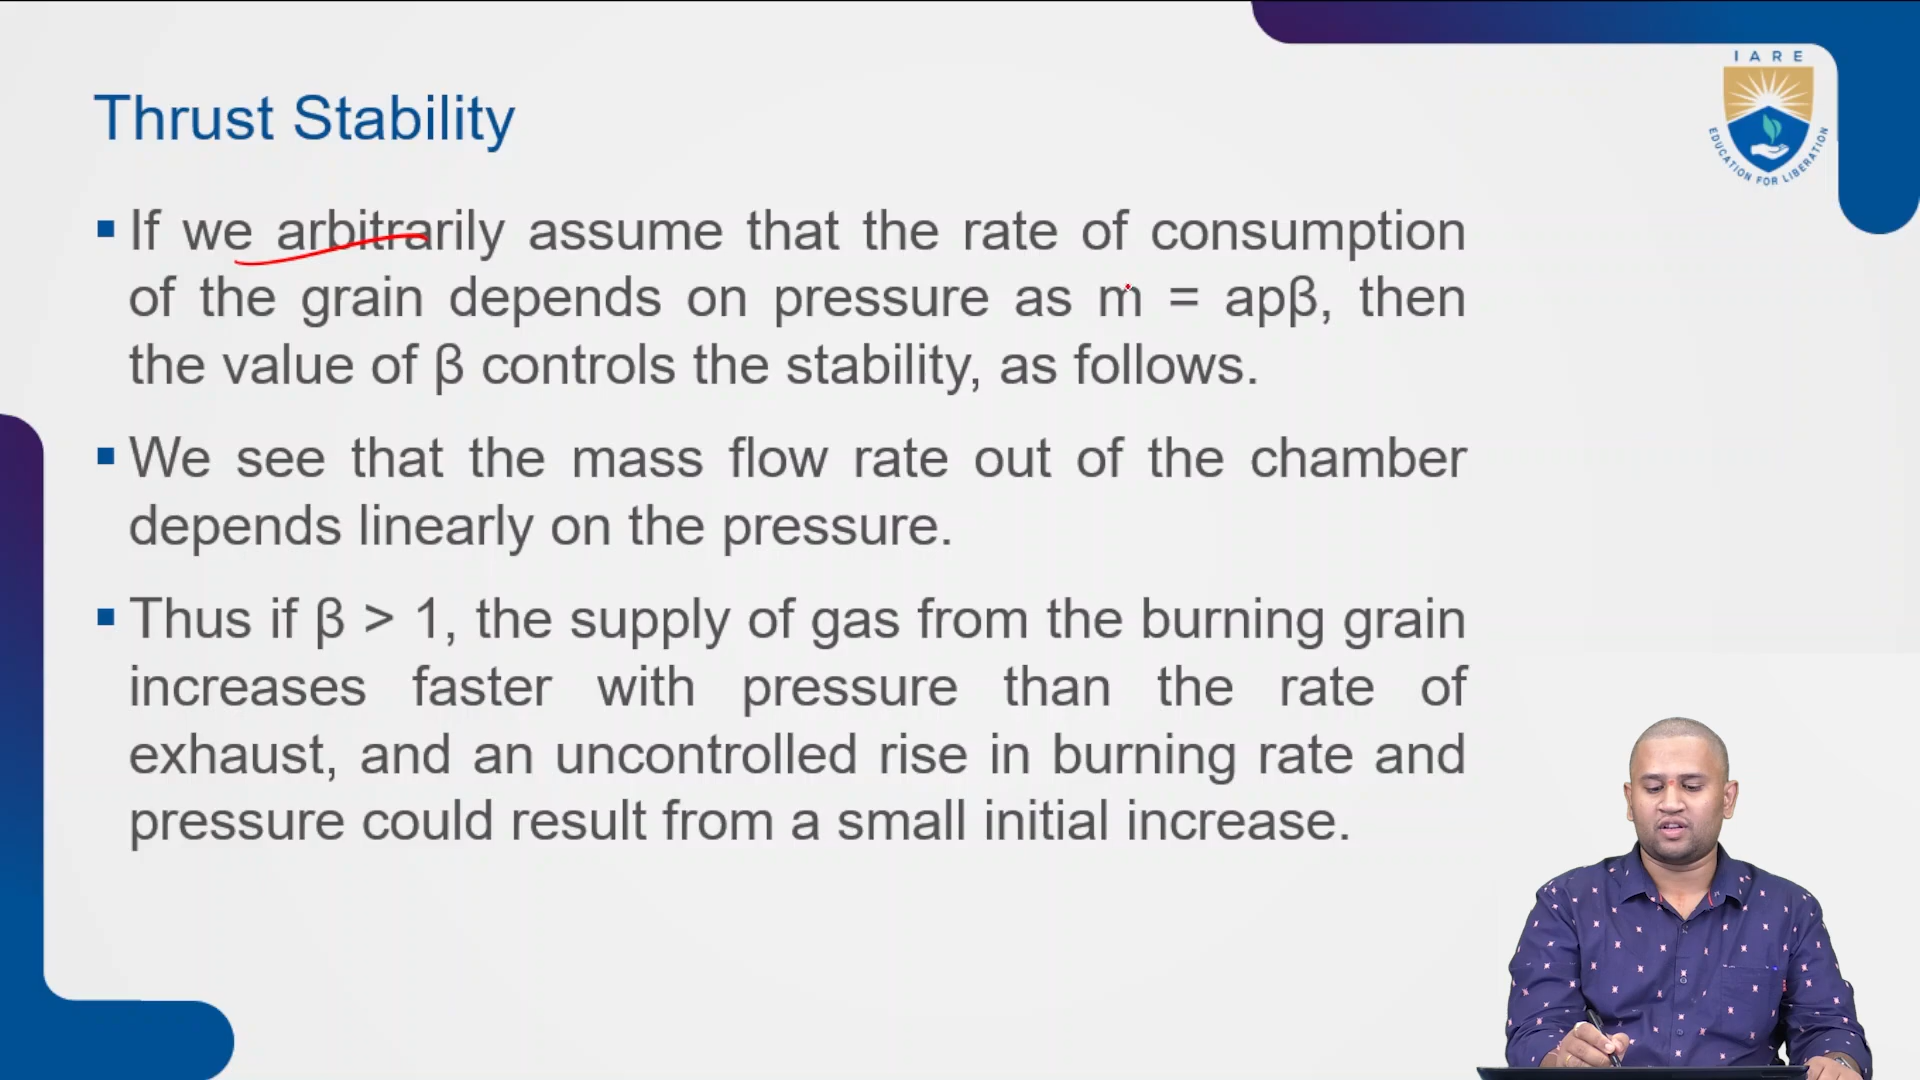 IARE
EDUCATION FOR LIBERATION
Thrust Stability
If we arbitrarily assume that the rate of consumption
of the grain depends on pressure as ṁ = apβ, then
the value of β controls the stability, as follows.
We see that the mass flow rate out of the chamber
depends linearly on the pressure.
Thus if β > 1, the supply of gas from the burning grain
increases faster with pressure than the rate of
exhaust, and an uncontrolled rise in burning rate and
pressure could result from a small initial increase.